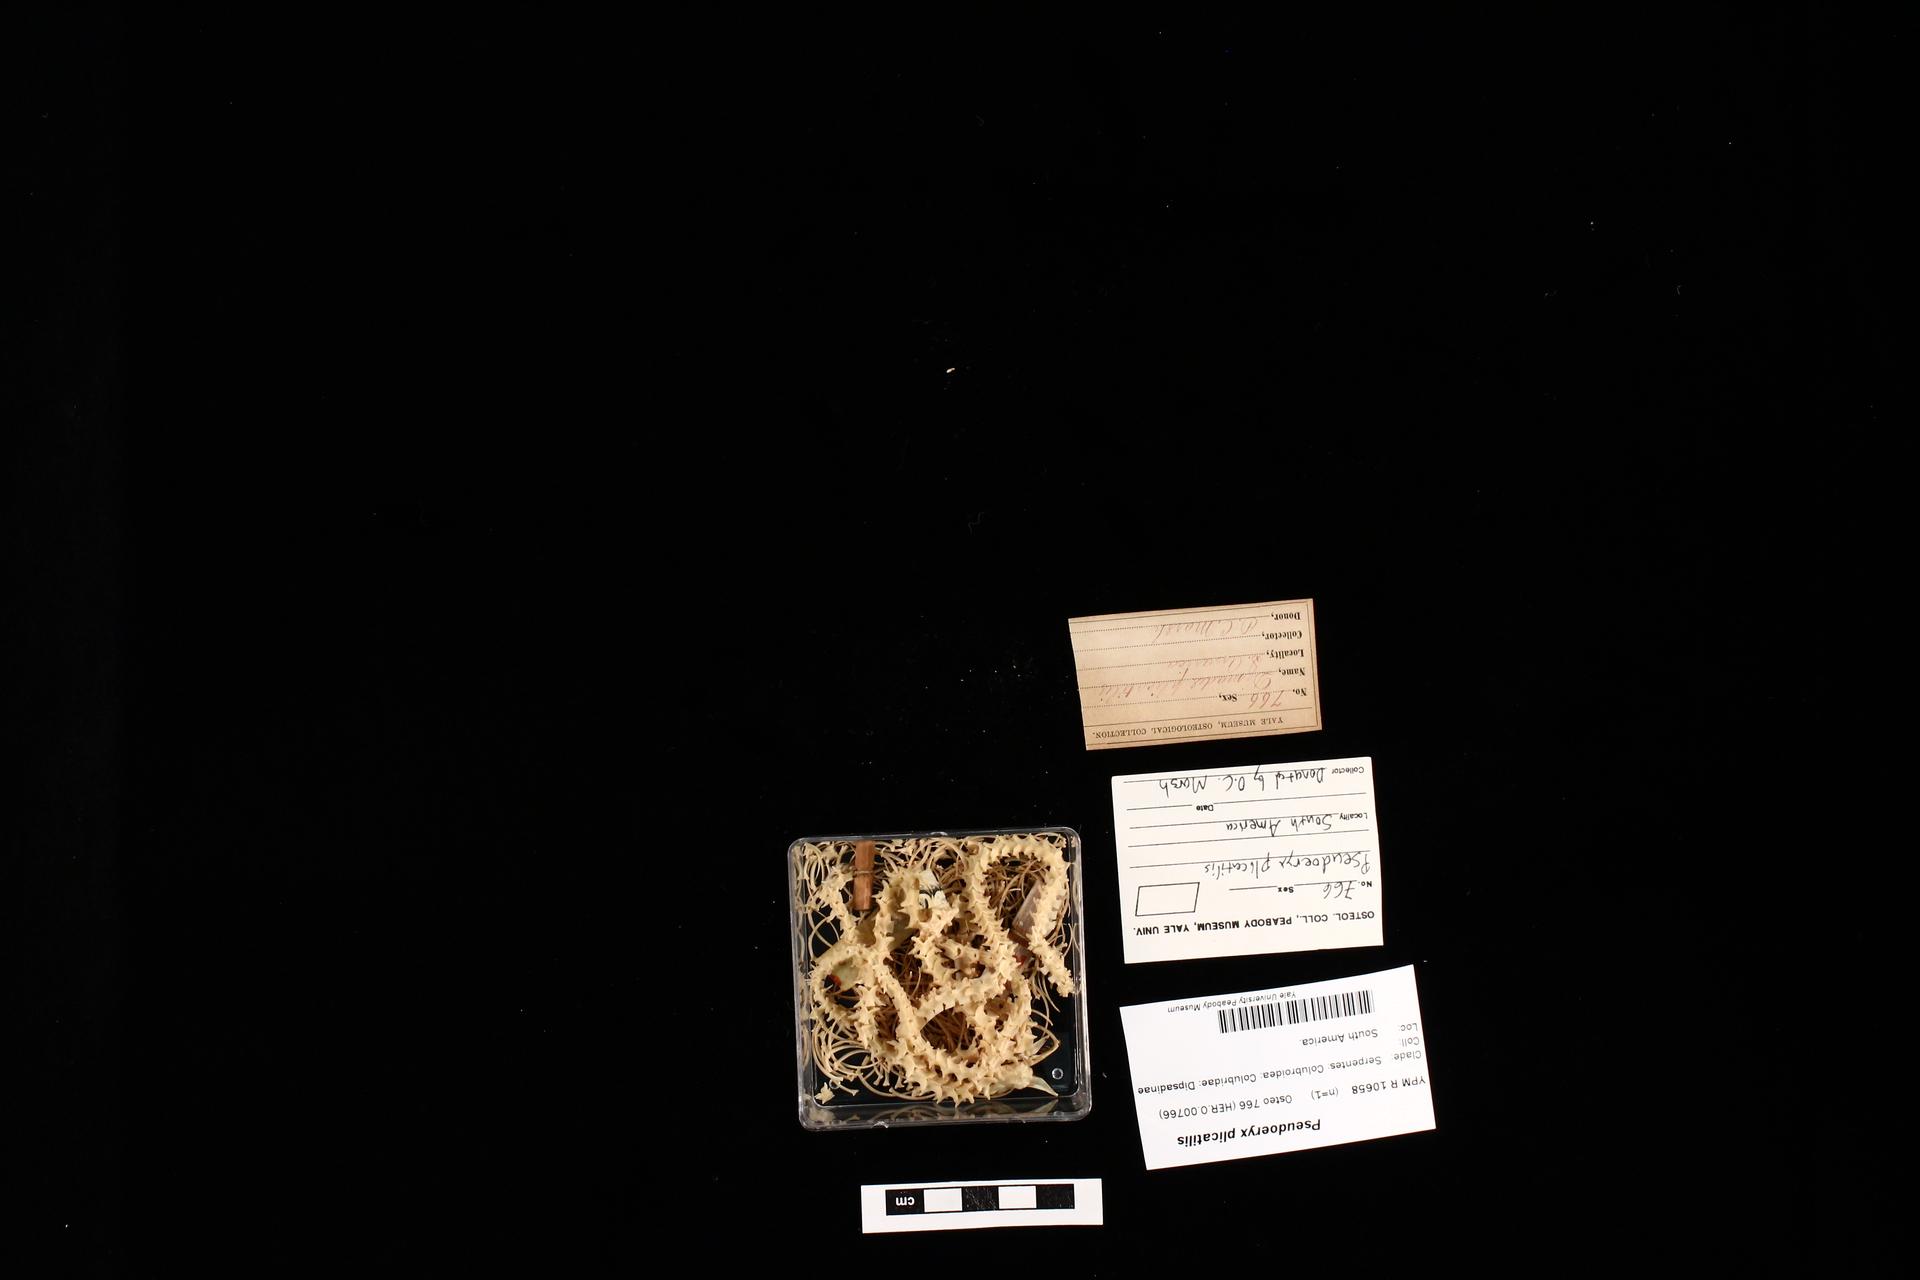 YALE MUSEUM, OSTEOLOGICAL COLLECTION.
No. 766 Sex,
Name, plicatilis
Locality, S. America
Collector,
Donor, O. C. Marsh
OSTEOL. COLL., PEABODY MUSEUM, YALE UNIV.
No. 766 Sex
Pseudoeryx plicatilis
Locality South America
Date
Collector Donated by O.C. Marsh
Pseudoeryx plicatilis
YPM R 10658 (n=1) Osteo 766 (HER.O.00766)
Clade: Serpentes: Colubroidea: Colubridae: Dipsadinae
Coll:
Loc: South America.
Yale University Peabody Museum
cm